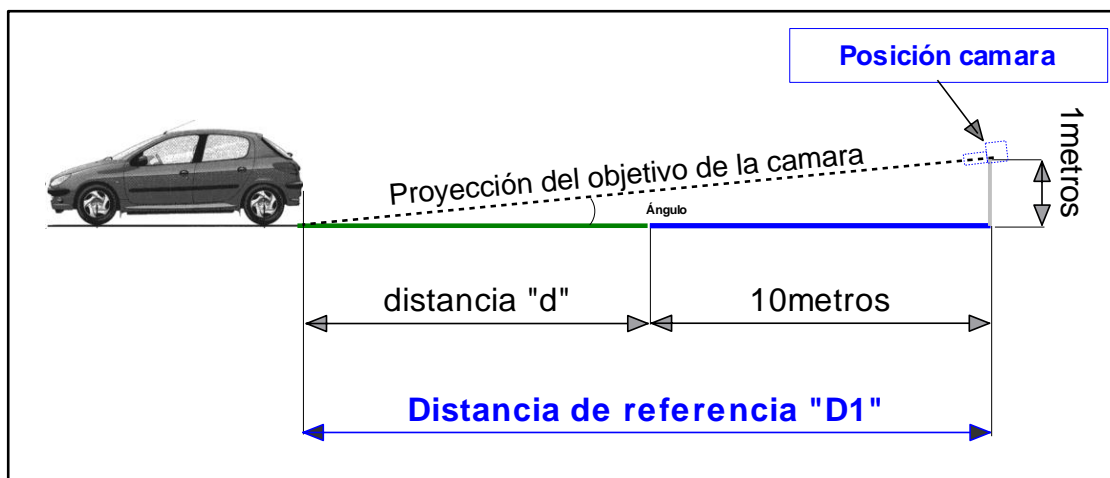 Posición camara
1metros
Proyección del objetivo de la camara
Ángulo
distancia "d"
10metros
Distancia de referencia "D1"